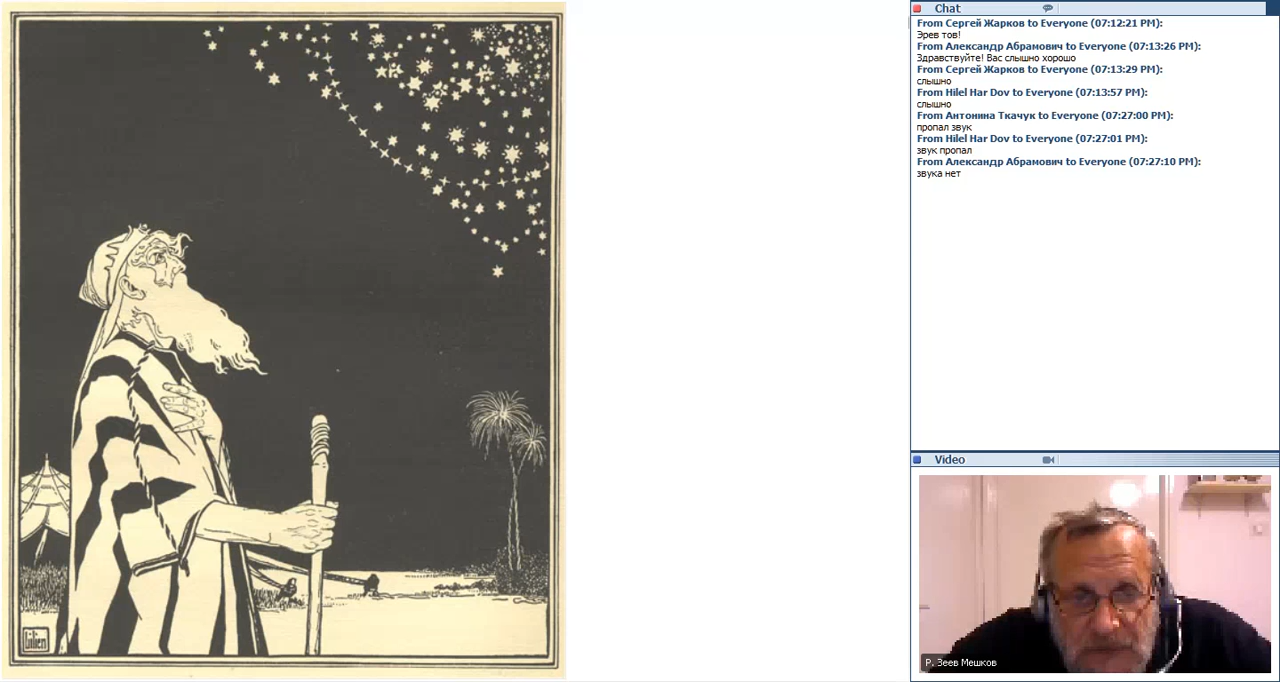 Chat
From Сергей Жарков to Everyone (07:12:21 PM):
Эрев тов!
From Александр Абрамович to Everyone (07:13:26 PM):
Здравствуйте! Вас слышно хорошо
From Сергей Жарков to Everyone (07:13:29 PM):
слышно
From Hilel Har Dov to Everyone (07:13:57 PM):
слышно
From Антонина Ткачук to Everyone (07:27:00 PM):
пропал звук
From Hilel Har Dov to Everyone (07:27:01 PM):
звук пропал
From Александр Абрамович to Everyone (07:27:10 PM):
звука нет
Video
Р. Зеев Мешков
Lilien